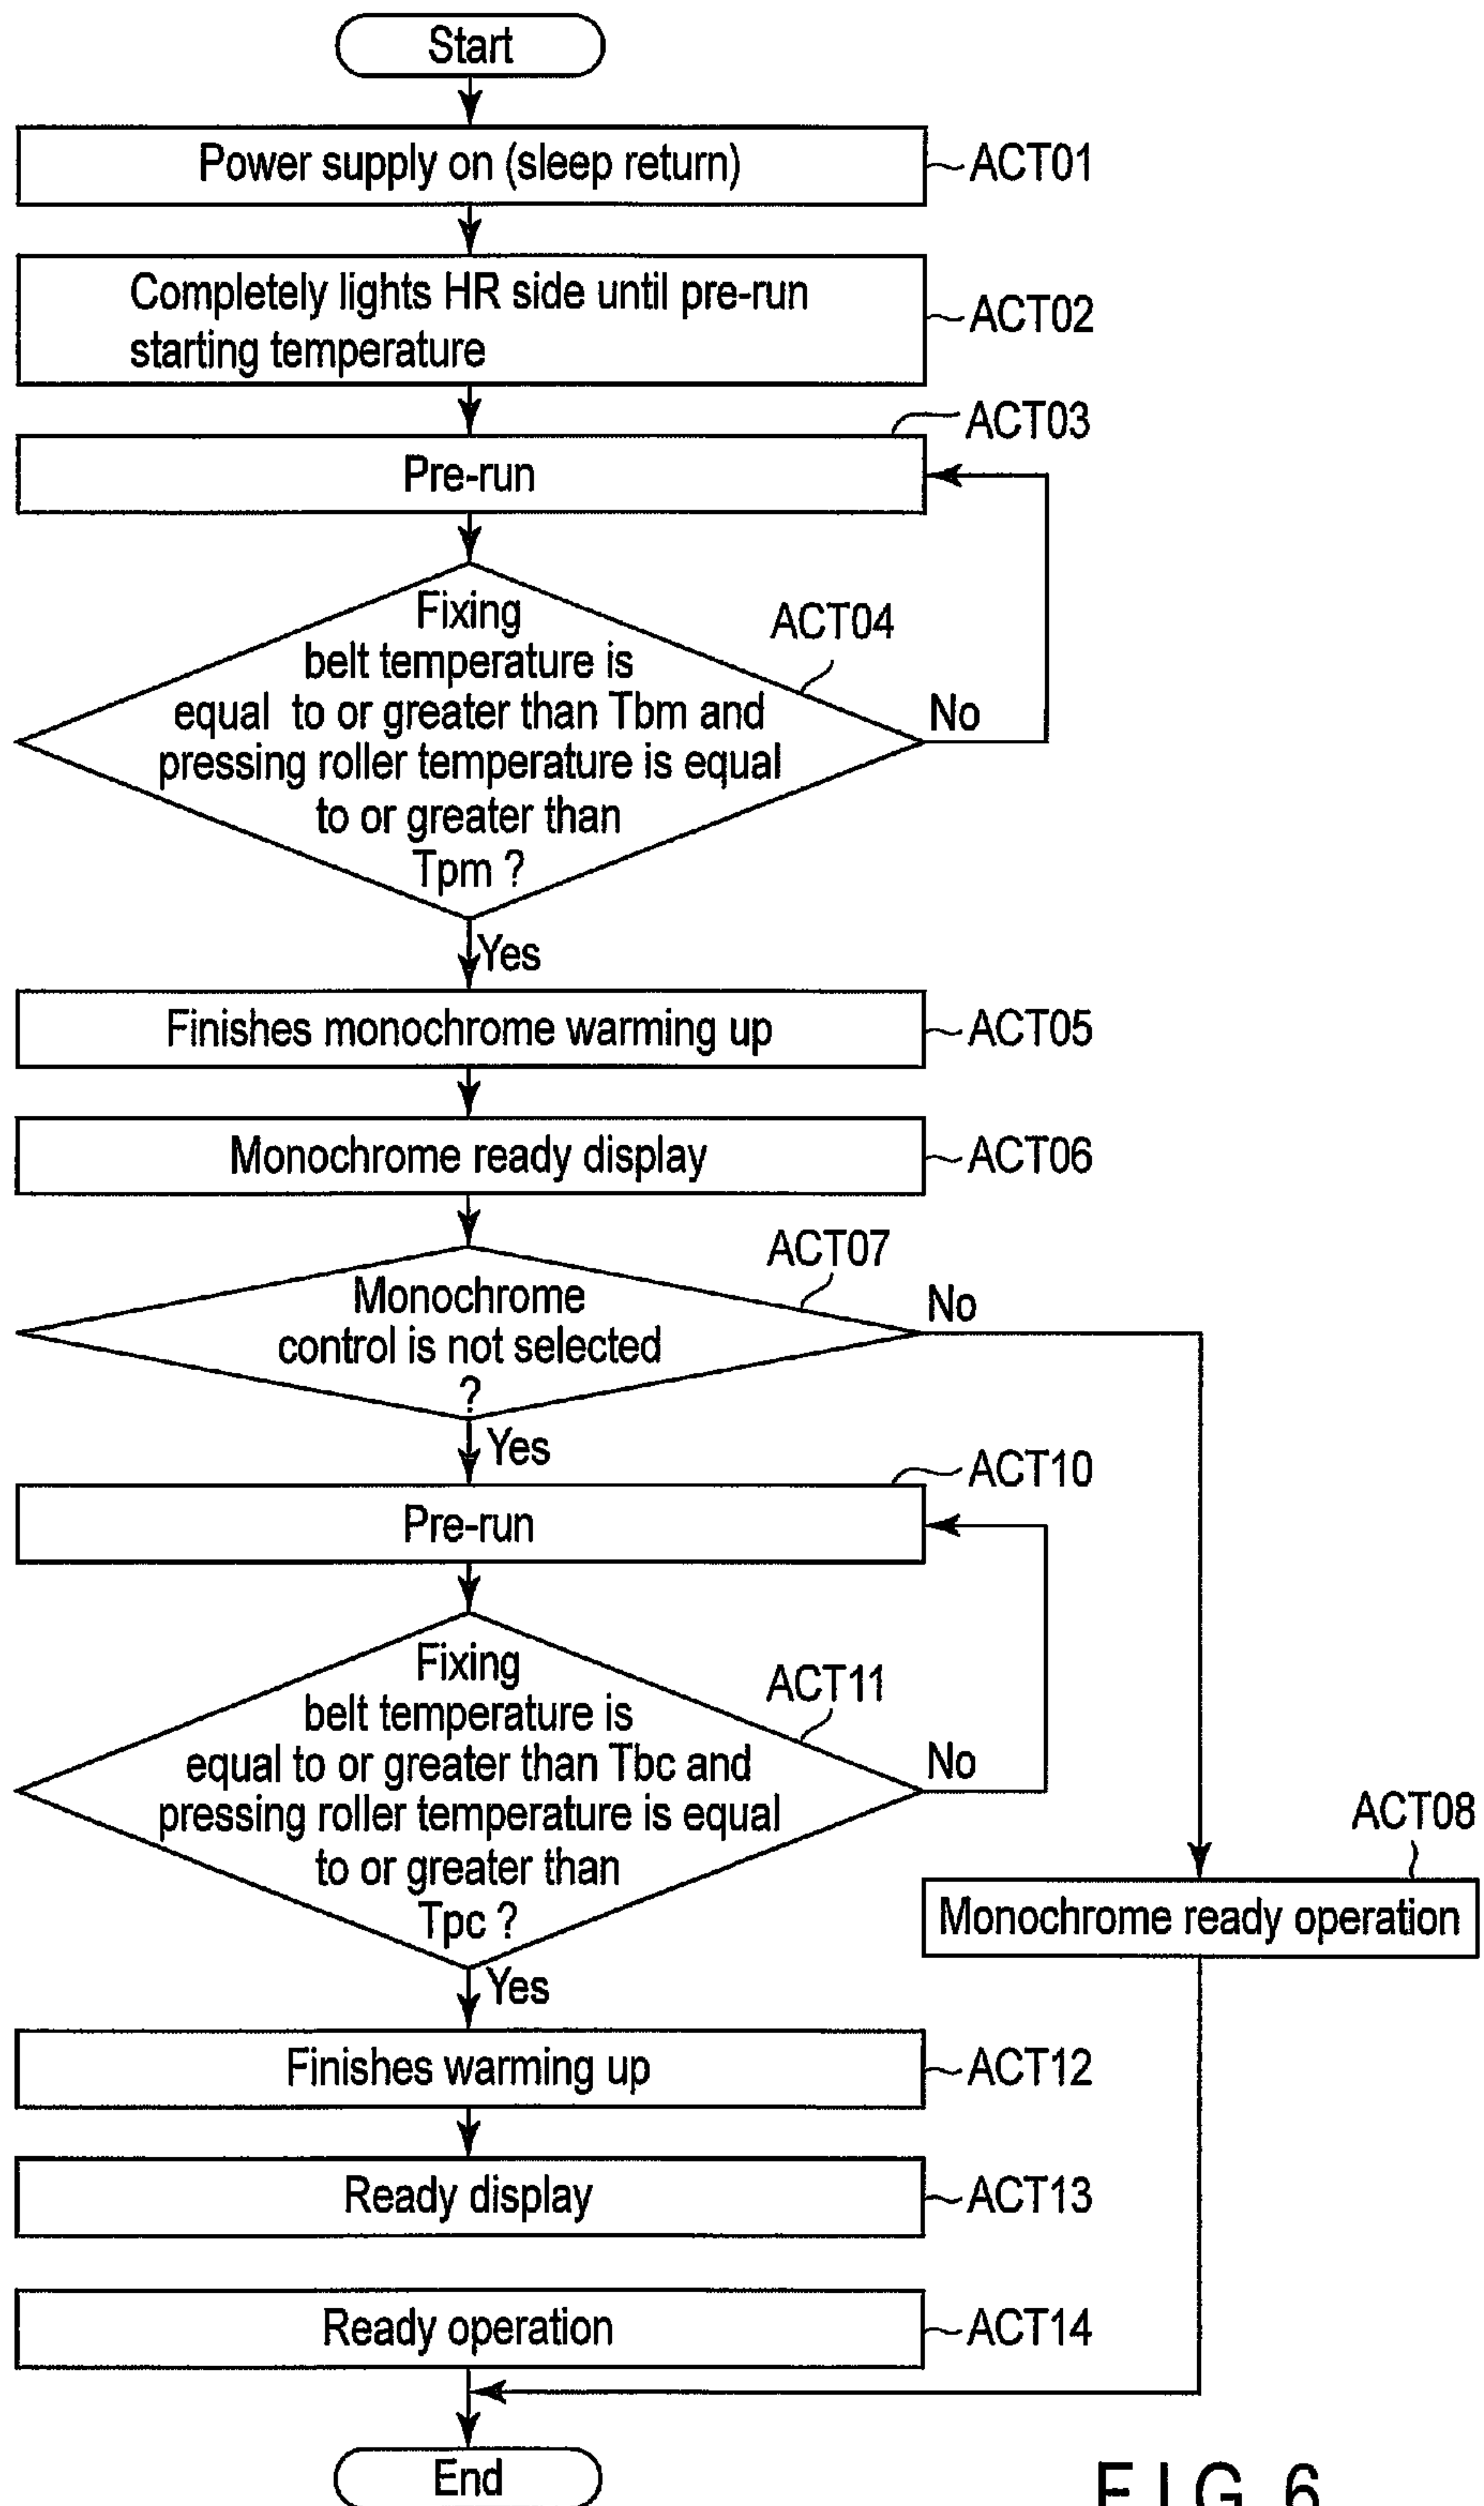 Start
Power supply on (sleep return)
ACT01
Completely lights HR side until pre-run
starting temperature
ACT02
ACT03
Pre-run
ACT04
Fixing
belt temperature is
equal to or greater than Tbm and
pressing roller temperature is equal
to or greater than
Tpm ?
No
Yes
Finishes monochrome warming up
ACT05
Monochrome ready display
ACT06
ACT07
Monochrome
control is not selected
?
No
Yes
ACT10
Pre-run
ACT11
Fixing
belt temperature is
equal to or greater than Tbc and
pressing roller temperature is equal
to or greater than
Tpc ?
No
Yes
ACT08
Monochrome ready operation
Finishes warming up
ACT12
Ready display
ACT13
Ready operation
ACT14
End
FIG. 6